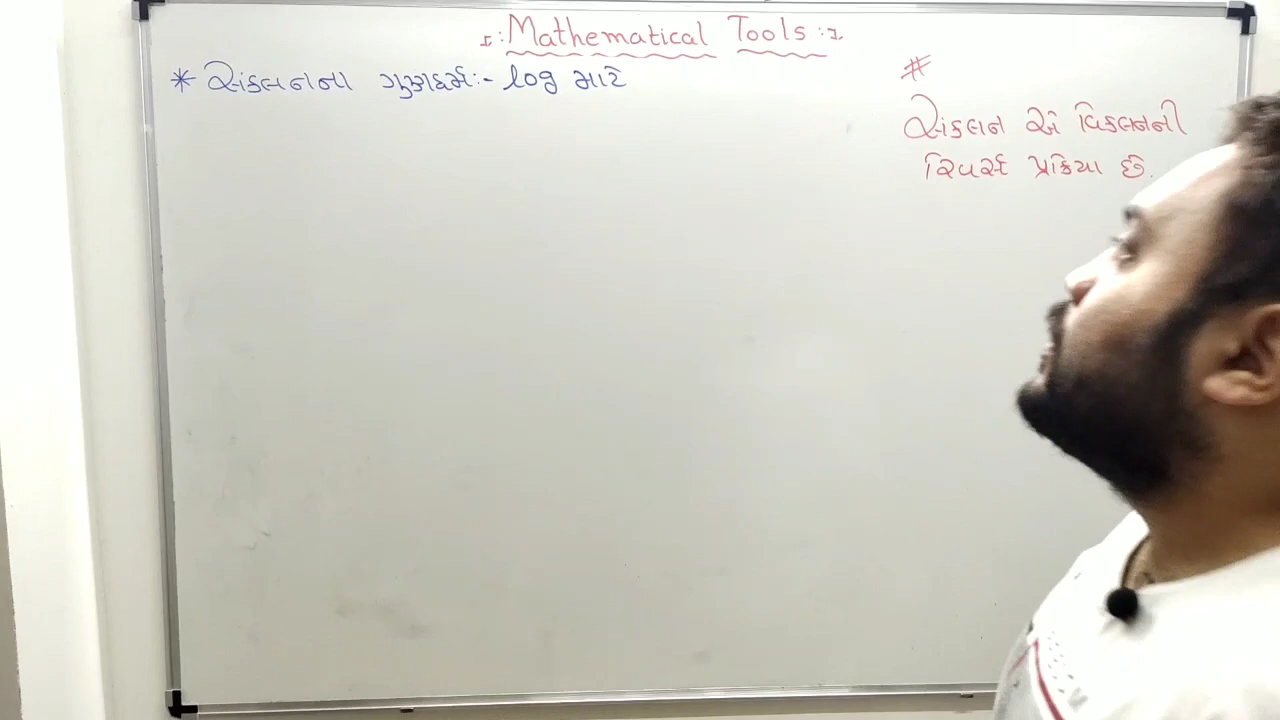 Mathematical Tools
* સંકલનના ગુણધર્મ:- log માટે
#
સંકલન એ વિકલનની
રિવર્સ પ્રક્રિયા છે.